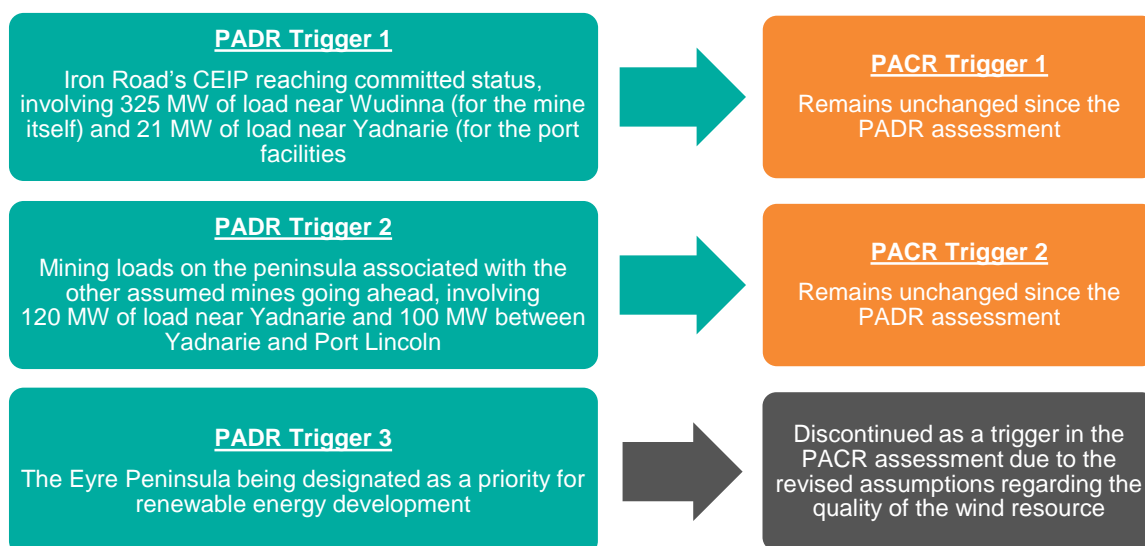 PADR Trigger 1
Iron Road's CEIP reaching committed status,
involving 325 MW of load near Wudinna (for the mine
itself) and 21 MW of load near Yadnarie (for the port
facilities
PACR Trigger 1
Remains unchanged since the
PADR assessment
PADR Trigger 2
Mining loads on the peninsula associated with the
other assumed mines going ahead, involving
120 MW of load near Yadnarie and 100 MW between
Yadnarie and Port Lincoln
PACR Trigger 2
Remains unchanged since the
PADR assessment
PADR Trigger 3
The Eyre Peninsula being designated as a priority for
renewable energy development
Discontinued as a trigger in the
PACR assessment due to the
revised assumptions regarding the
quality of the wind resource